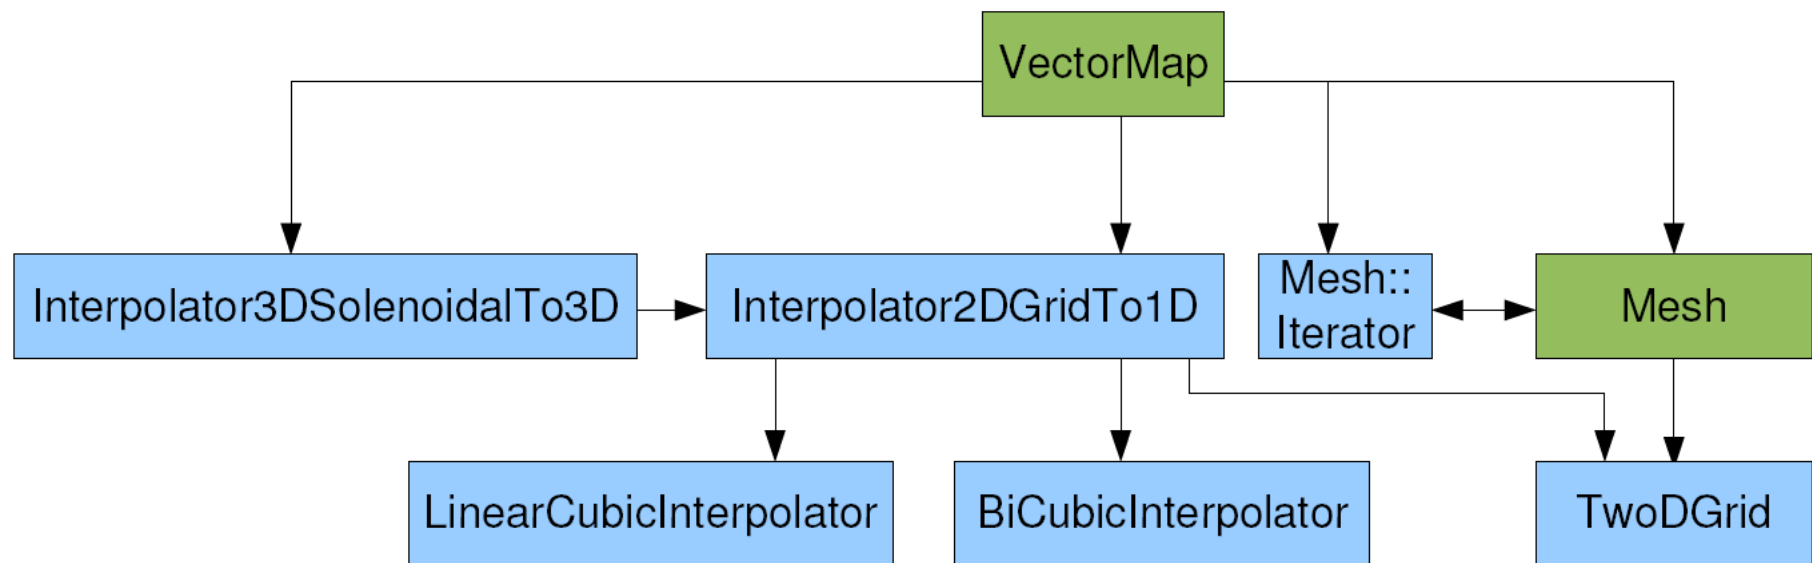 VectorMap
Interpolator3DSolenoidalTo3D
Interpolator2DGridTo1D
Mesh::
Iterator
Mesh
LinearCubicInterpolator
BiCubicInterpolator
TwoDGrid